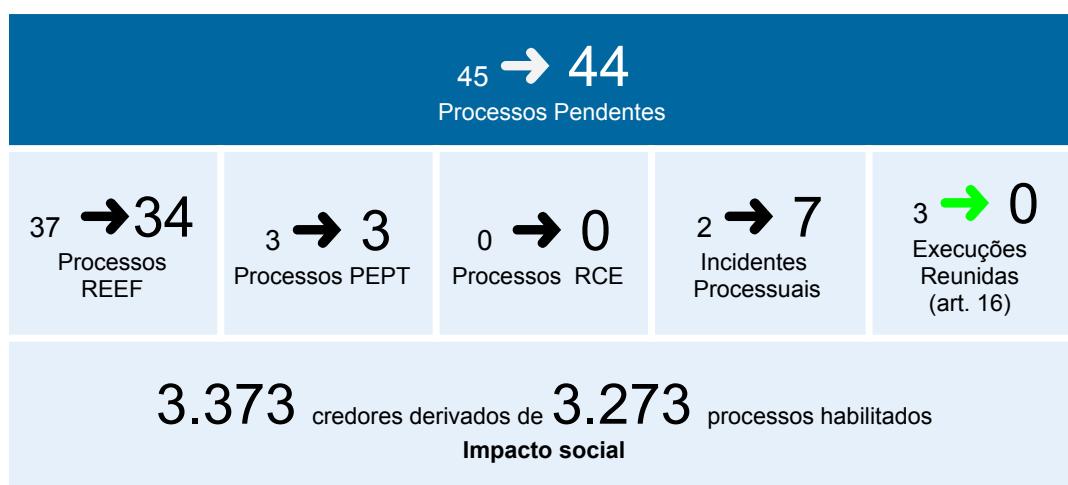 45 ➔ 44
Processos Pendentes
37 ➔ 34
Processos
REEF
3 ➔ 3
Processos PEPT
0 ➔ 0
Processos RCE
2 ➔ 7
Incidentes
Processuais
3 ➔ 0
Execuções
Reunidas
(art. 16)
3.373 credores derivados de 3.273 processos habilitados
Impacto social